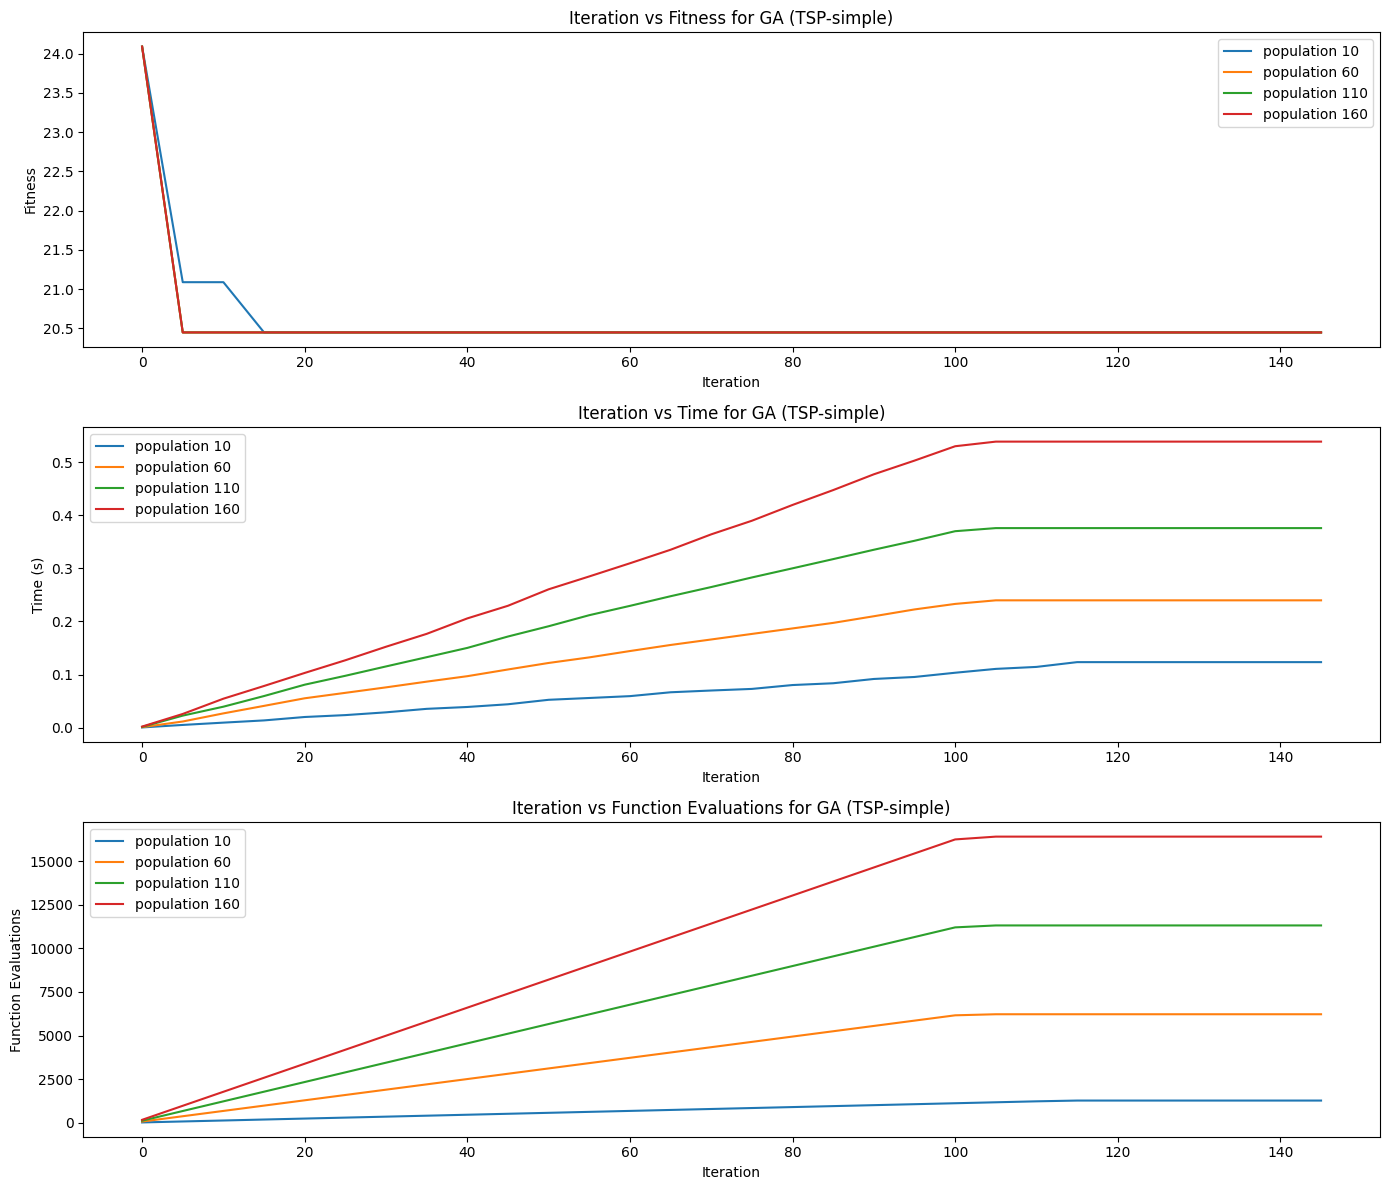 Iteration vs Fitness for GA (TSP-simple)
24.0
23.5
23.0
22.5
22.0
21.5
21.0
20.5
Fitness
population 10
population 60
population 110
population 160
0 20 40 60 80 100 120 140
Iteration
Iteration vs Time for GA (TSP-simple)
0.5
0.4
0.3
0.2
0.1
0.0
Time (s)
population 10
population 60
population 110
population 160
0 20 40 60 80 100 120 140
Iteration
Iteration vs Function Evaluations for GA (TSP-simple)
15000
12500
10000
7500
5000
2500
0
Function Evaluations
population 10
population 60
population 110
population 160
0 20 40 60 80 100 120 140
Iteration